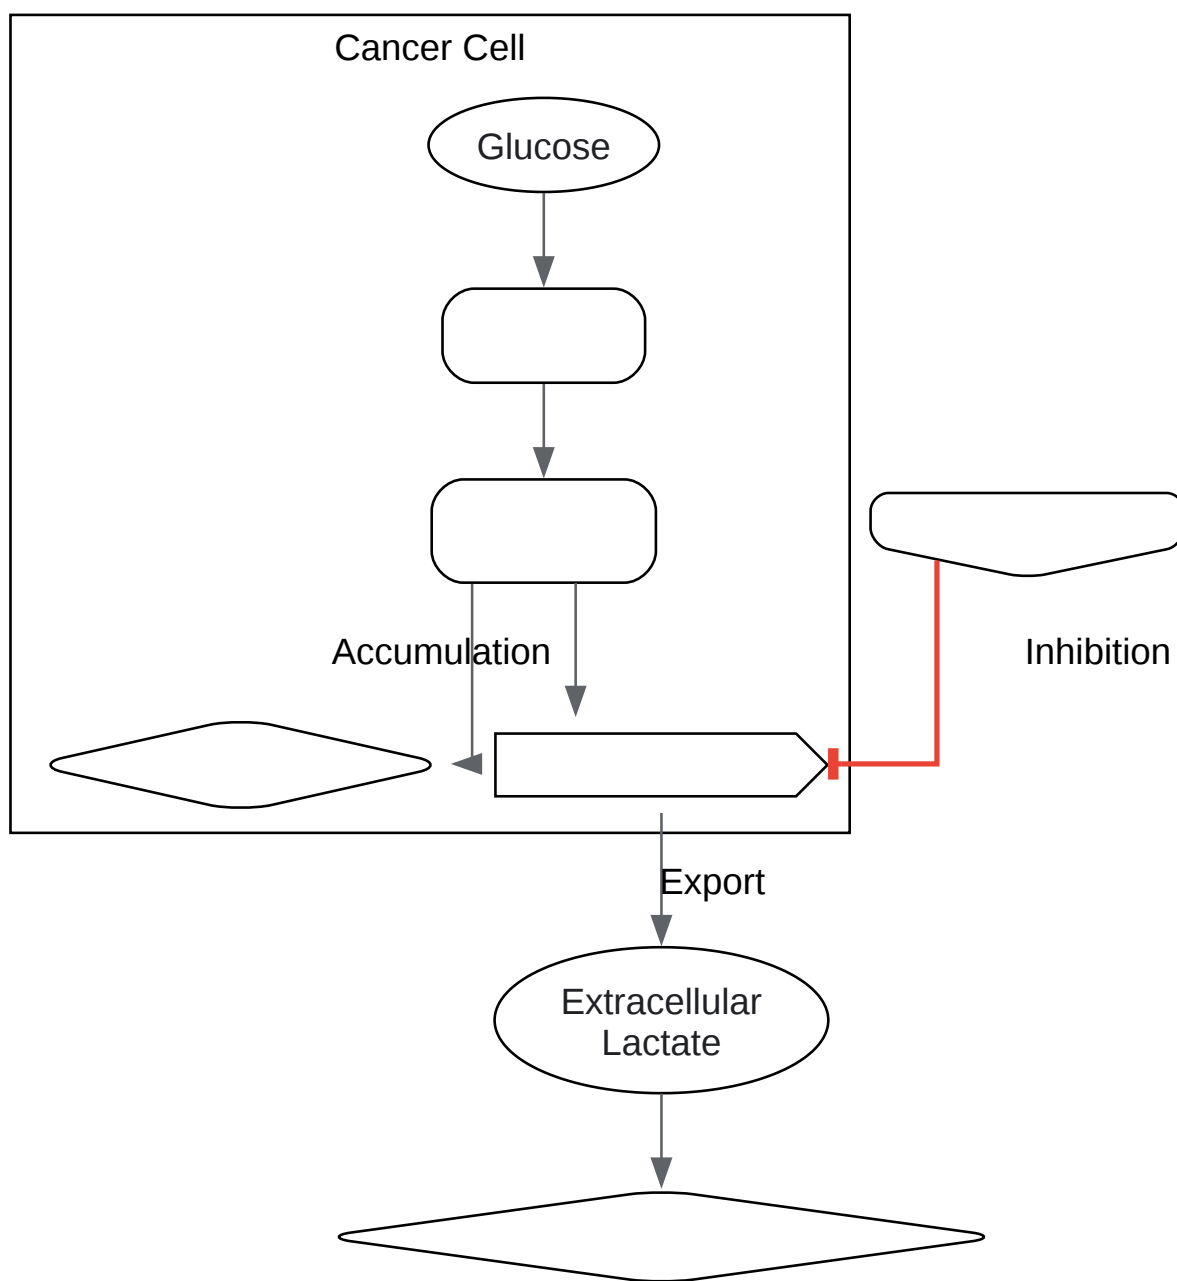 Cancer Cell
Glucose
Accumulation
Inhibition
Export
Extracellular
Lactate